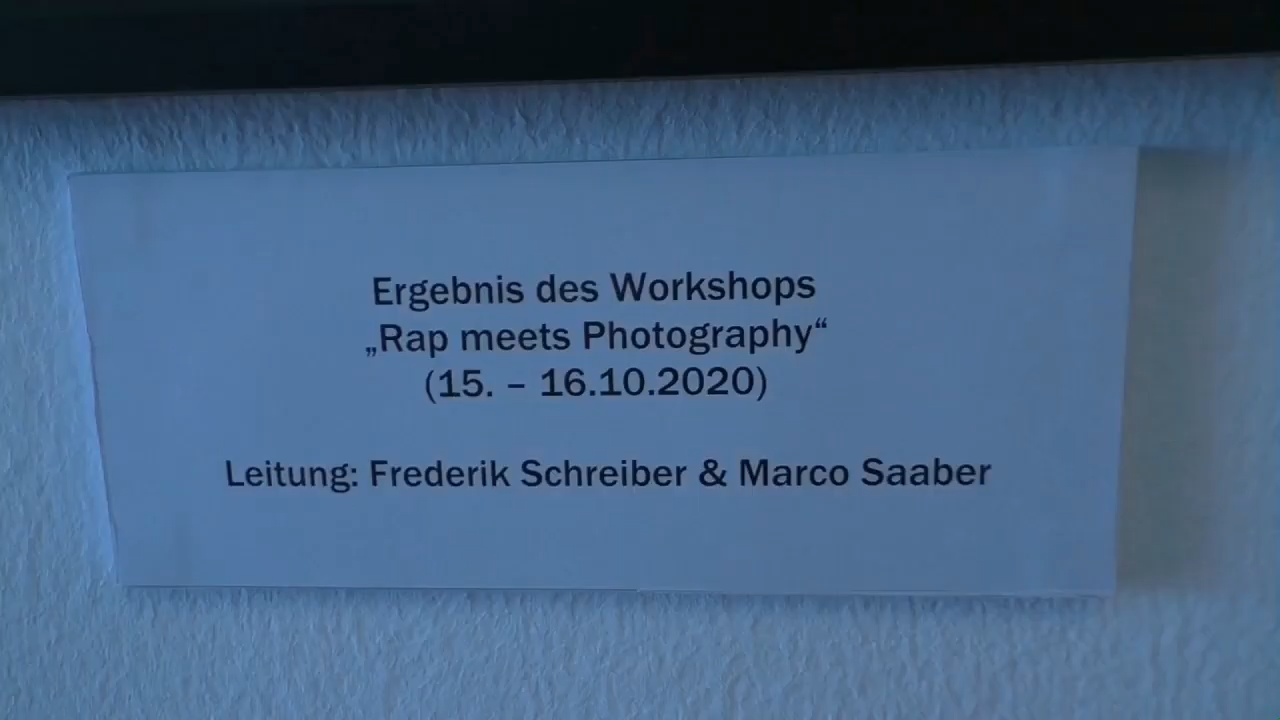 Ergebnis des Workshops
„Rap meets Photography“
(15. – 16.10.2020)
Leitung: Frederik Schreiber & Marco Saaber